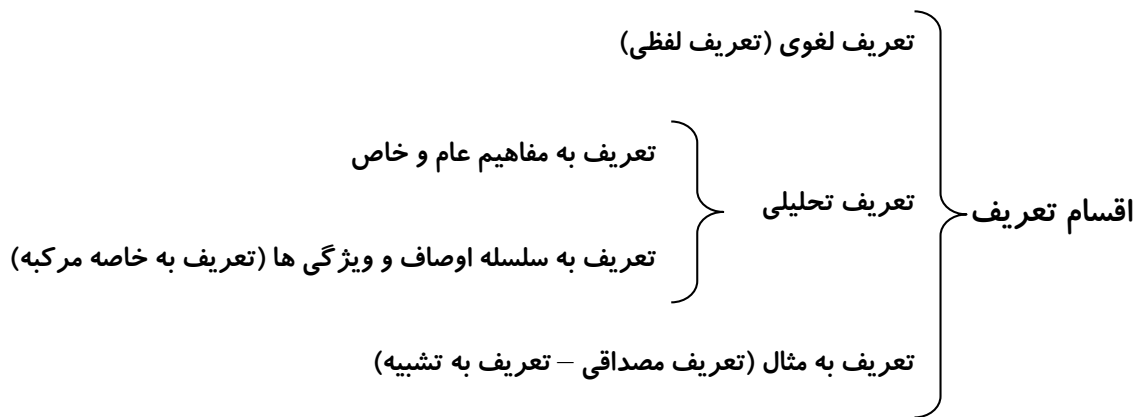 تعریف لغوی (تعریف لفظی)
تعریف به مفاهیم عام و خاص
اقسام تعریف
تعریف تحلیلی
تعریف به سلسله اوصاف و ویژگی ها (تعریف به خاصه مرکبه)
تعریف به مثال (تعریف مصداقی – تعریف به تشبیه)